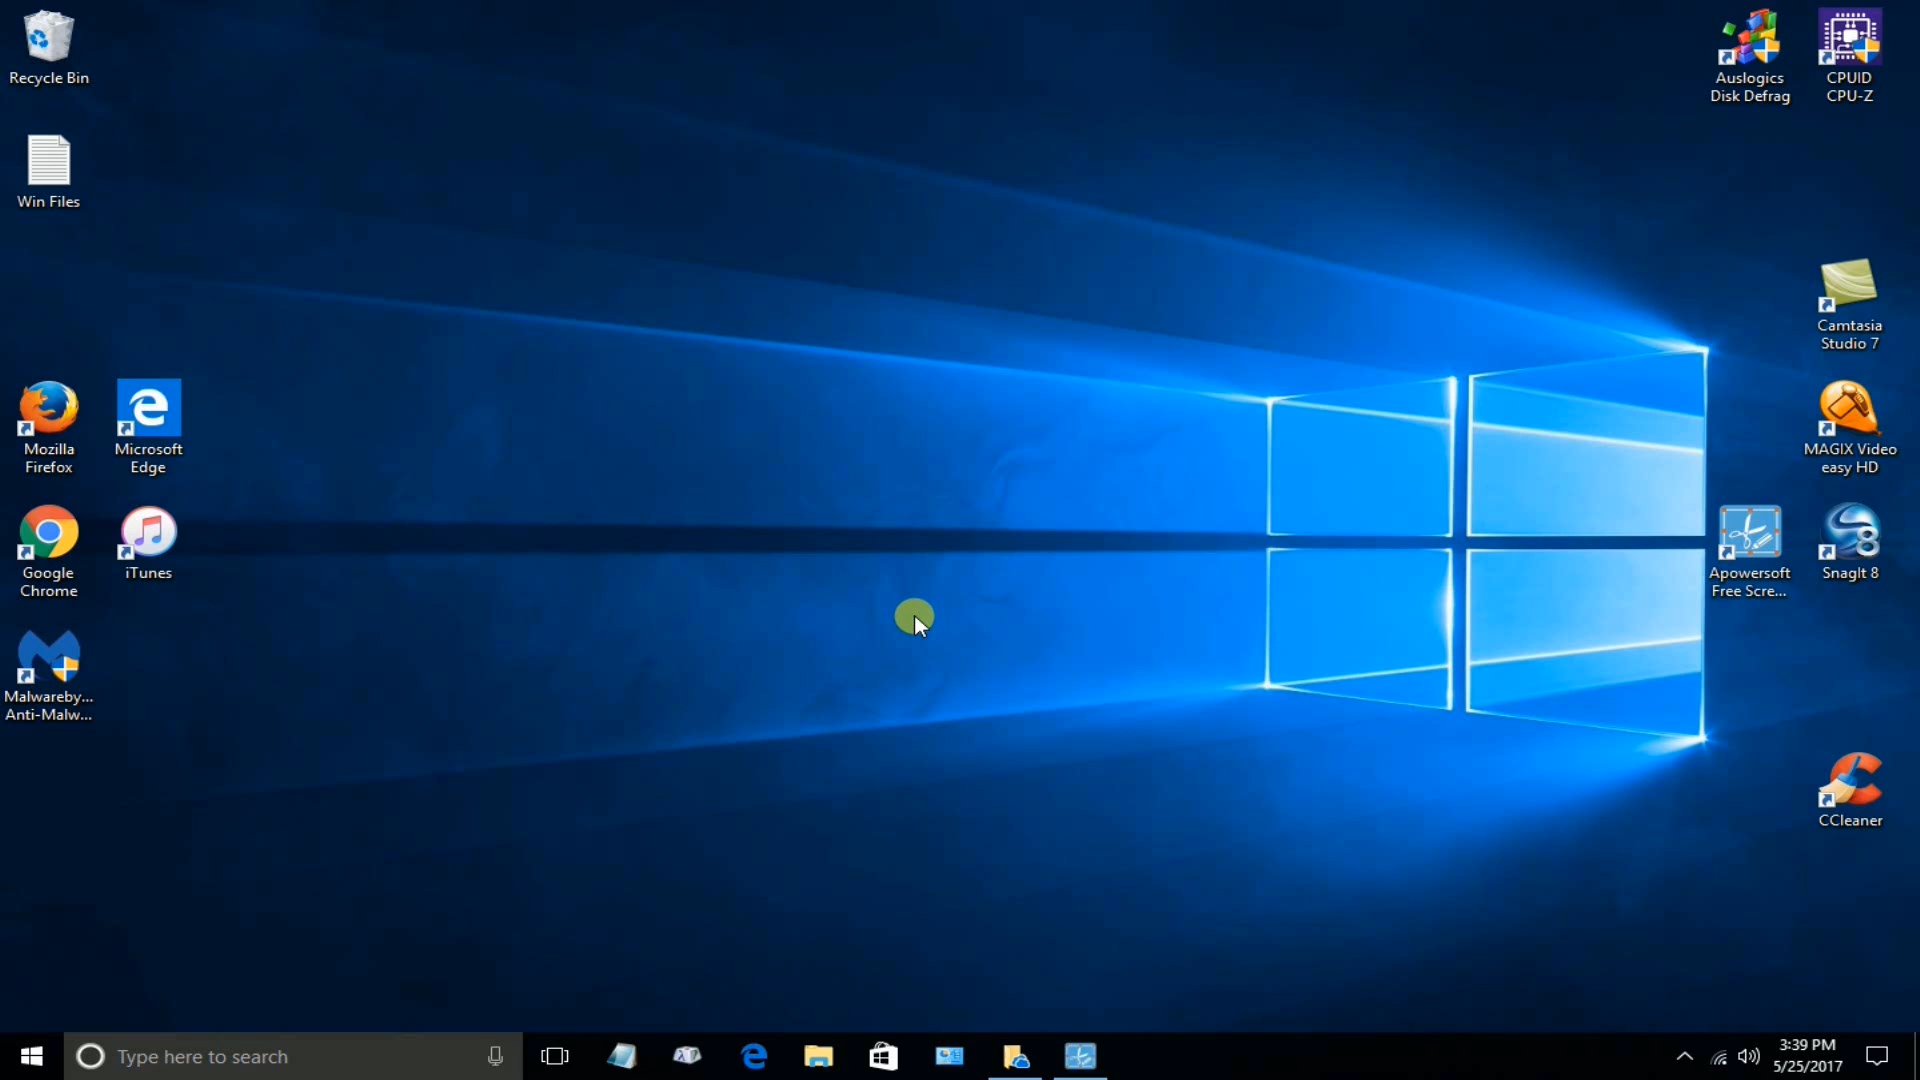 Recycle Bin
Auslogics
Disk Defrag
CPUID
CPU-Z
Win Files
Camtasia
Studio 7
Mozilla
Firefox
Microsoft
Edge
MAGIX Video
easy HD
Google
Chrome
iTunes
Apowersoft
Free Scre...
SnagIt 8
8
Malwareby...
Anti-Malw...
CCleaner
Type here to search
3:39 PM
5/25/2017